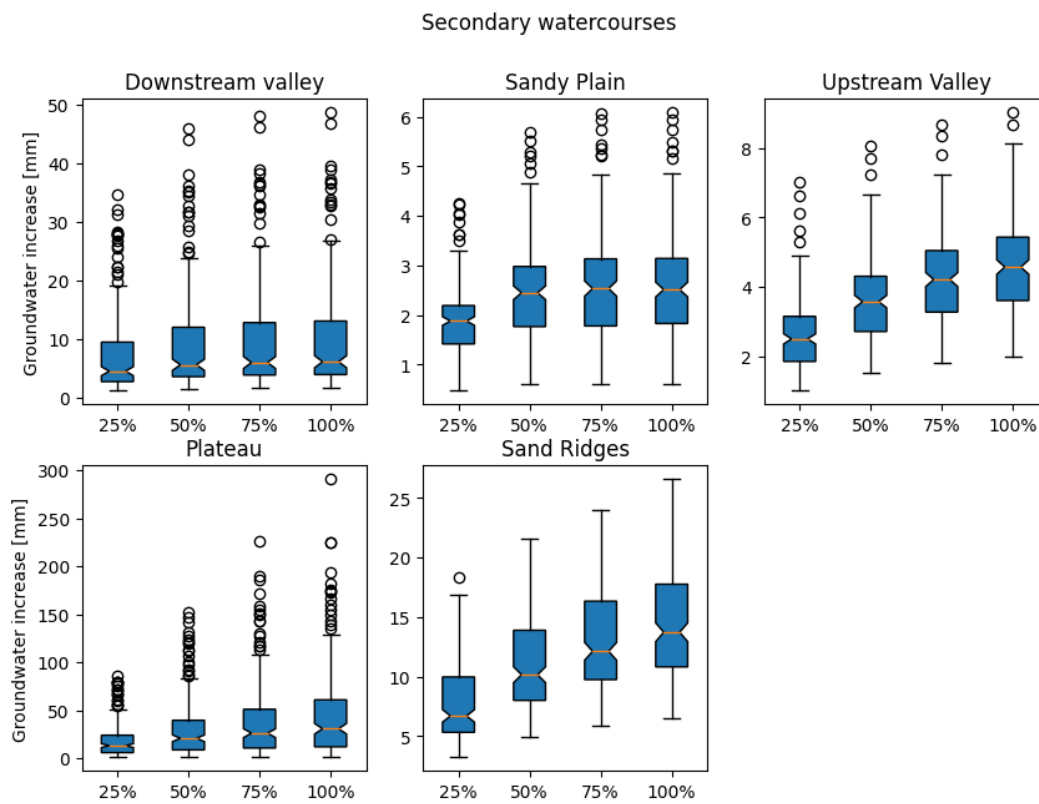 Secondary watercourses
Downstream valley
Sandy Plain
Upstream Valley
Groundwater increase [mm]
50
40
30
20
10
0
25% 50% 75% 100%
6
5
4
3
2
1
25% 50% 75% 100%
8
6
4
2
25% 50% 75% 100%
Plateau
Sand Ridges
Groundwater increase [mm]
300
250
200
150
100
50
0
25% 50% 75% 100%
25
20
15
10
5
25% 50% 75% 100%